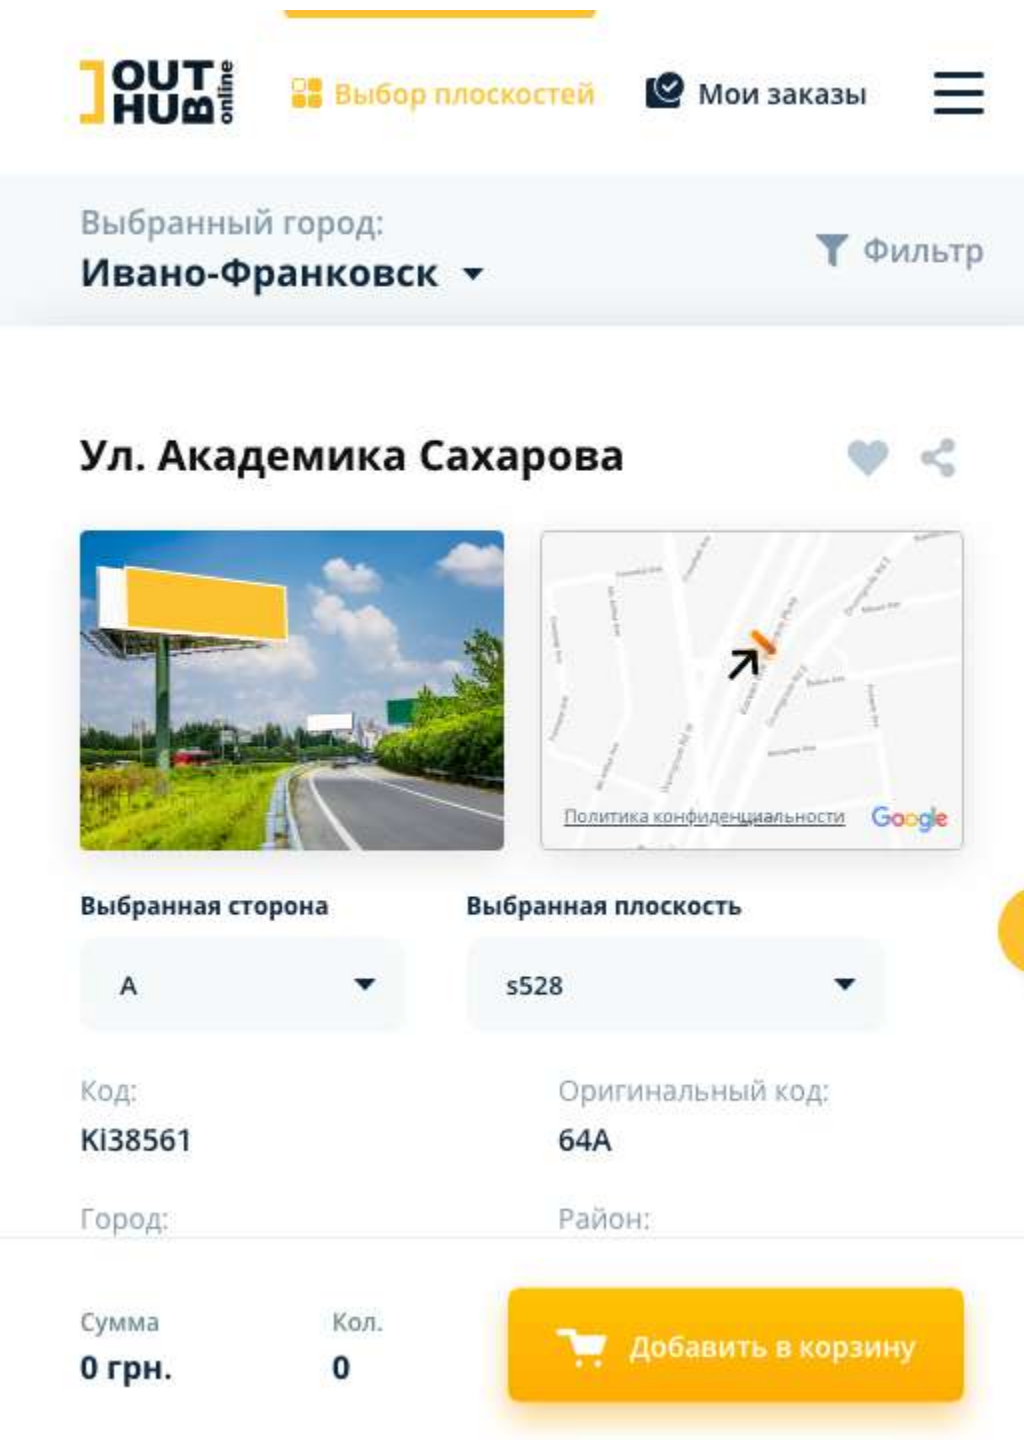 OUT
HUB
online
Выбор плоскостей
Мои заказы
Выбранный город:
Ивано-Франковск
Фильтр
Ул. Академика Сахарова
Политика конфиденциальности
Google
Выбранная сторона
Выбранная плоскость
A
s528
Код:
Оригинальный код:
Ki38561
64A
Город:
Район:
Сумма
Кол.
0 грн.
0
Добавить в корзину